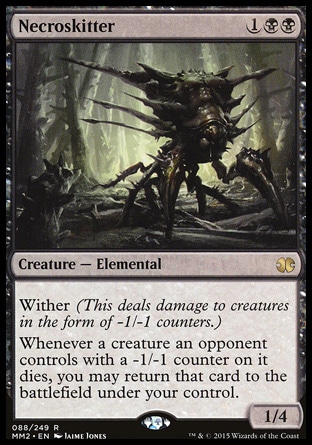 Necroskitter 1
Creature — Elemental
Wither (This deals damage to creatures
in the form of -1/-1 counters.)
Whenever a creature an opponent
controls with a -1/-1 counter on it
dies, you may return that card to the
battlefield under your control.
1/4
088/249 R
MM2 • EN JAIME JONES
™ & © 2015 Wizards of the Coast